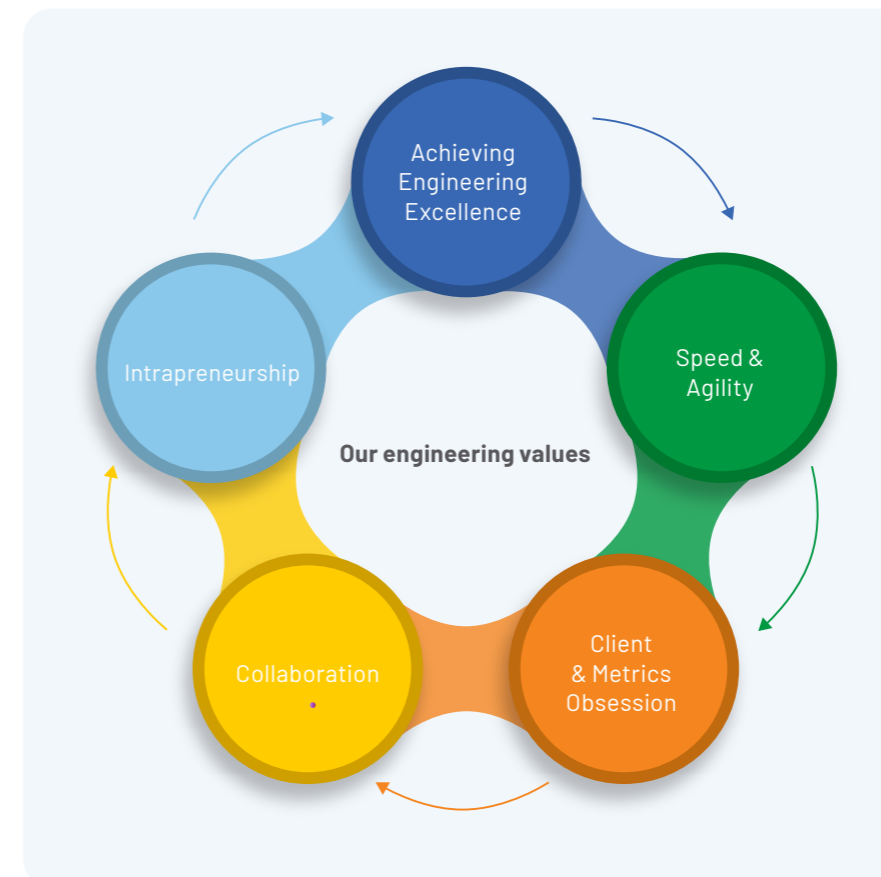 Achieving
Engineering
Excellence
Speed &
Agility
Client
& Metrics
Obsession
Collaboration
Intrapreneurship
Our engineering values